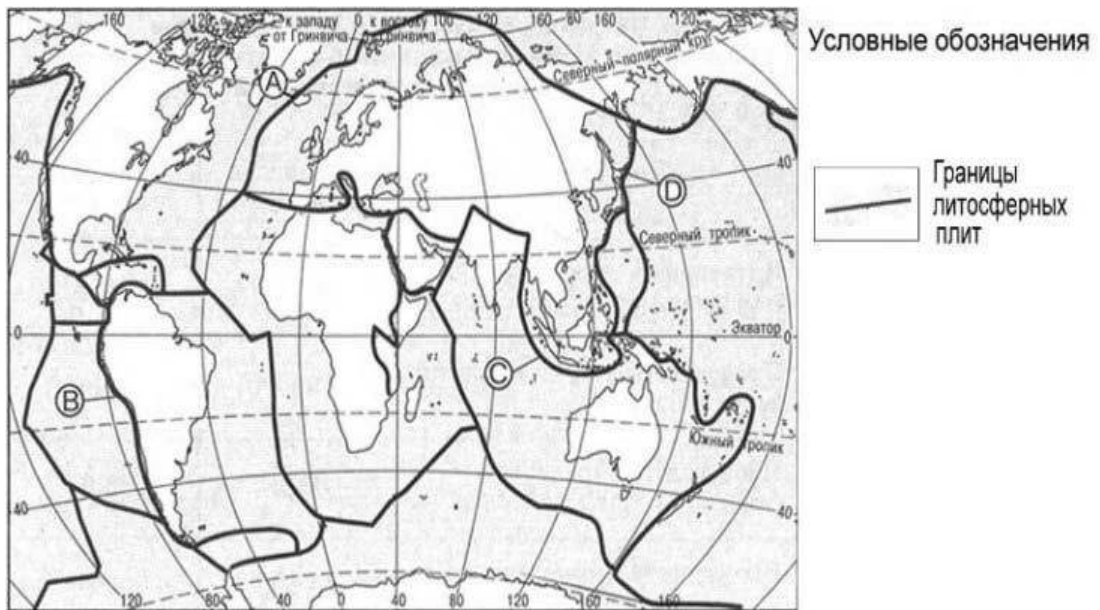 160 120 к западу 0 к востоку 100 120 160 80 160 120
от Гринвича от Гринвича
Северный полярный круг
Условные обозначения
A
40 40
D
Границы
литосферных
плит
Северный тропик
Экватор
0 0
C
B
Южный тропик
40 40
120 80 40 0 40 80 120